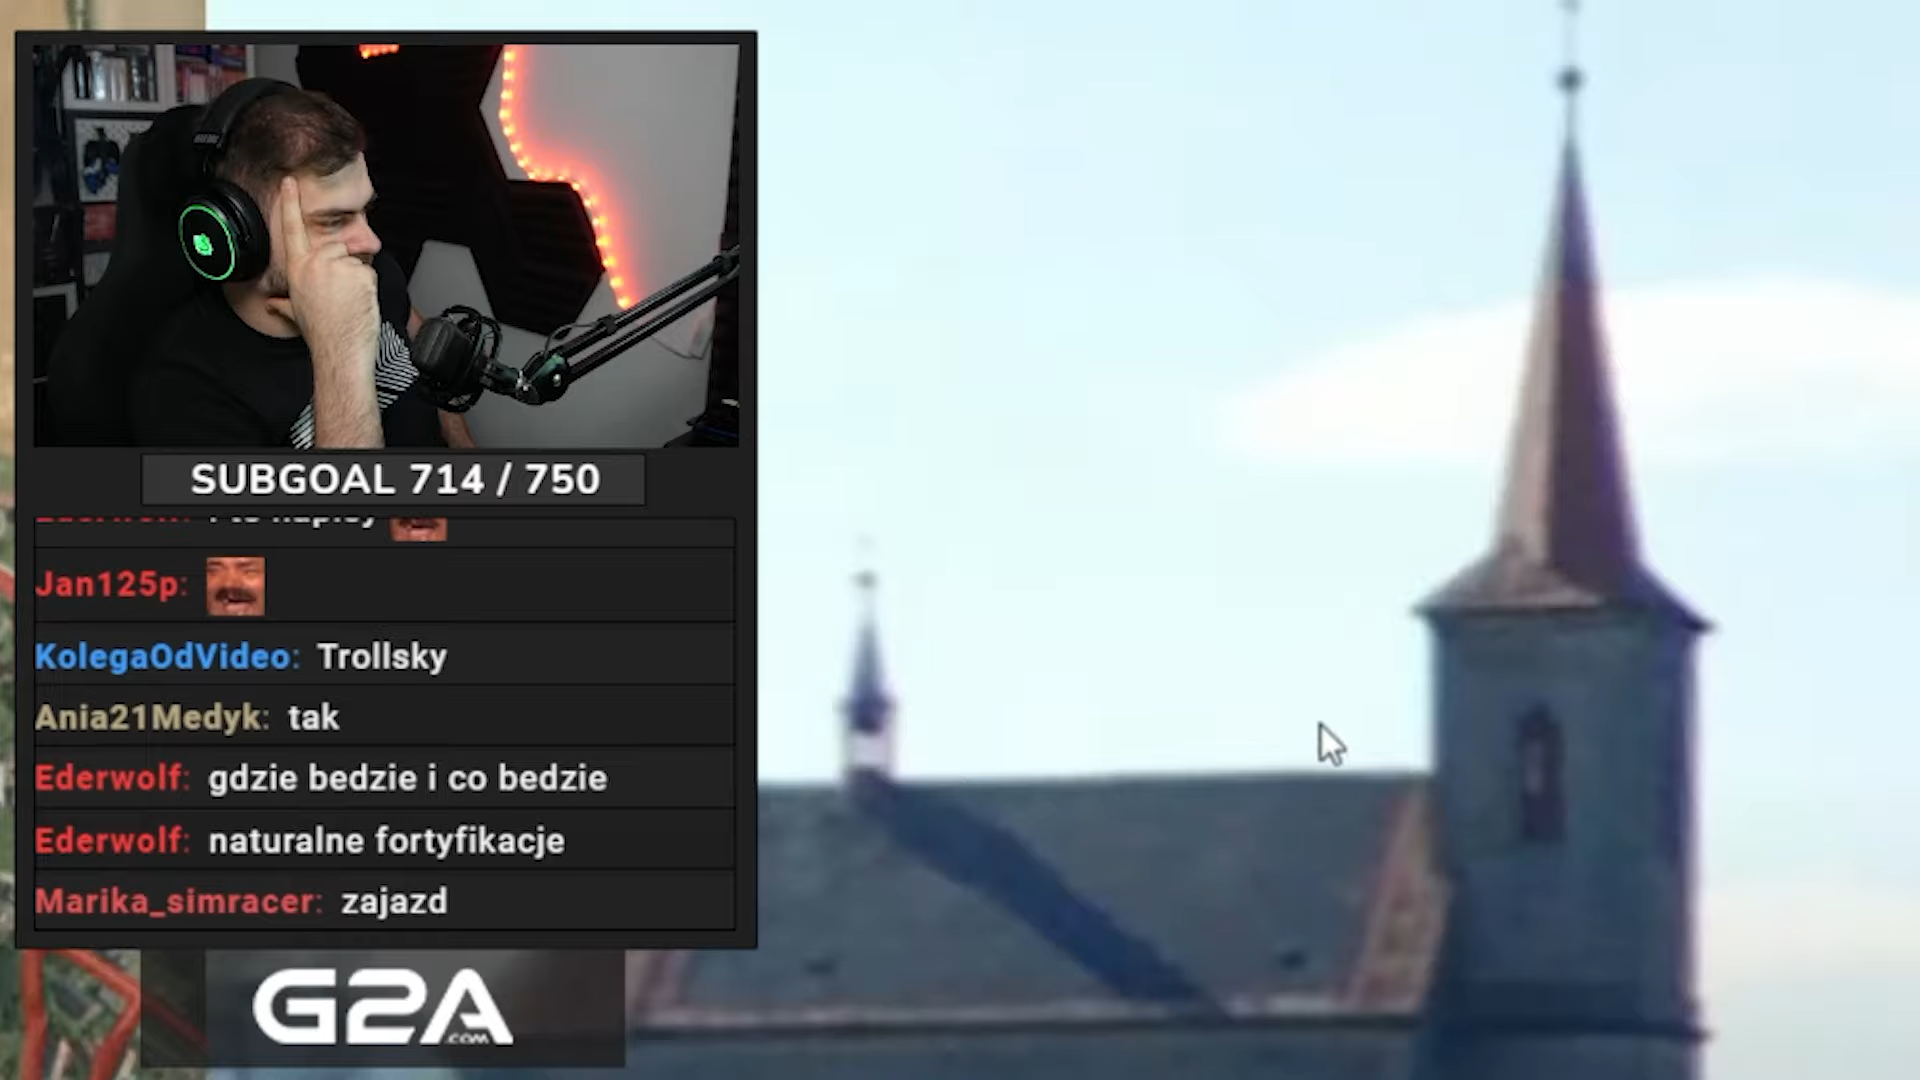 SUBGOAL 714 / 750
Jan125p:
KolegaOdVideo: Trollsky
Ania21Medyk: tak
Ederwolf: gdzie bedzie i co bedzie
Ederwolf: naturalne fortyfikacje
Marika_simracer: zajazd
G2A
.COM